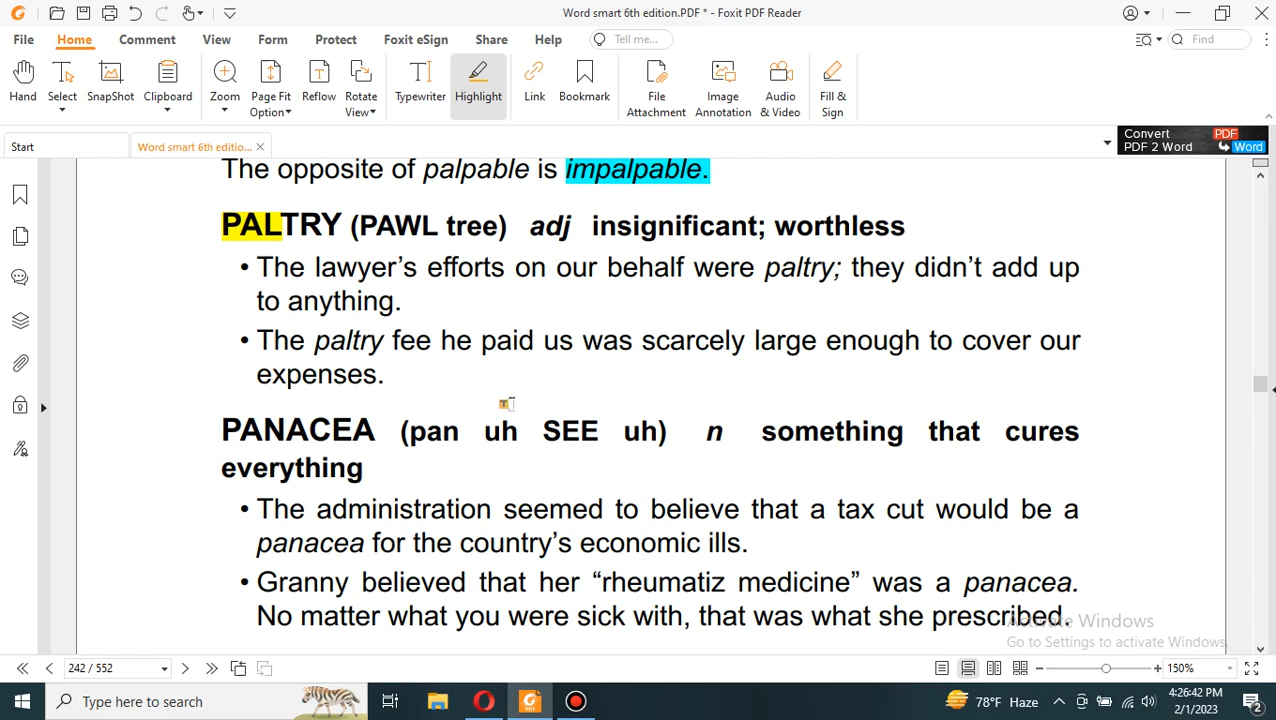 Word smart 6th edition.PDF * - Foxit PDF Reader
File Home Comment View Form Protect Foxit eSign Share Help Tell me... Find
Hand Select SnapShot Clipboard Zoom Page Fit Option Reflow Rotate View Typewriter Highlight Link Bookmark File Attachment Image Annotation Audio & Video Fill & Sign
Start Word smart 6th editio... Convert PDF
PDF 2 Word Word
The opposite of palpable is impalpable.
PALTRY (PAWL tree) adj insignificant; worthless
• The lawyer’s efforts on our behalf were paltry; they didn’t add up
to anything.
• The paltry fee he paid us was scarcely large enough to cover our
expenses.
PANACEA (pan uh SEE uh) n something that cures
everything
• The administration seemed to believe that a tax cut would be a
panacea for the country’s economic ills.
• Granny believed that her “rheumatiz medicine” was a panacea.
No matter what you were sick with, that was what she prescribed.
Activate Windows
Go to Settings to activate Windows.
242 / 552 150%
Type here to search 78°F Haze 4:26:42 PM
2/1/2023 2